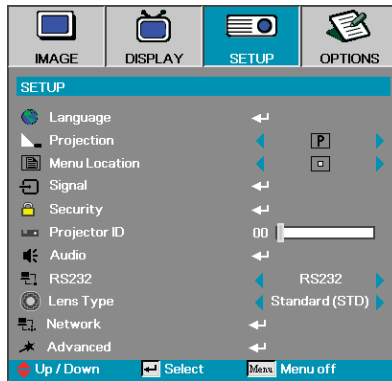 IMAGE DISPLAY SETUP OPTIONS
SETUP
Language
Projection P
Menu Location
Signal
Security
Projector ID 00
Audio
RS232 RS232
Lens Type Standard (STD)
Network
Advanced
Up / Down Select Menu Menu off